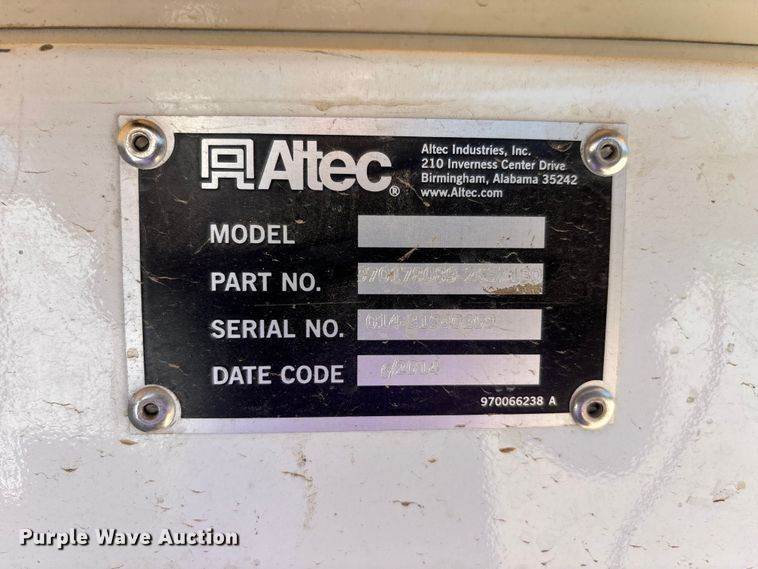 Altec®
Altec Industries, Inc.
210 Inverness Center Drive
Birmingham, Alabama 35242
www.Altec.com
MODEL
PART NO.
SERIAL NO.
DATE CODE
970066238 A
Purple Wave Auction